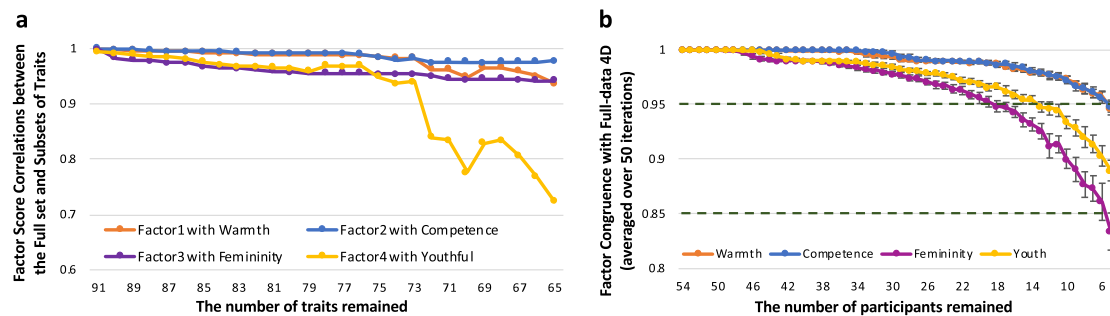 a
Factor Score Correlations between
the Full set and Subsets of Traits
1
0.9
0.8
0.7
0.6
Factor1 with Warmth
Factor2 with Competence
Factor3 with Femininity
Factor4 with Youthful
91 89 87 85 83 81 79 77 75 73 71 69 67 65
The number of traits remained
b
Factor Congruence with Full-data 4D
(averaged over 50 iterations)
1
0.95
0.9
0.85
0.8
Warmth Competence Femininity Youth
54 50 46 42 38 34 30 26 22 18 14 10 6
The number of participants remained